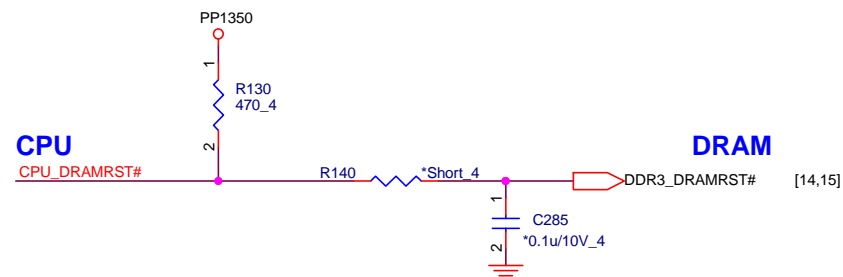 PP1350
1
R130
470_4
2
CPU
DRAM
CPU_DRAMRST#
R140
*Short_4
DDR3_DRAMRST#
[14,15]
1
C285
*0.1u/10V_4
2